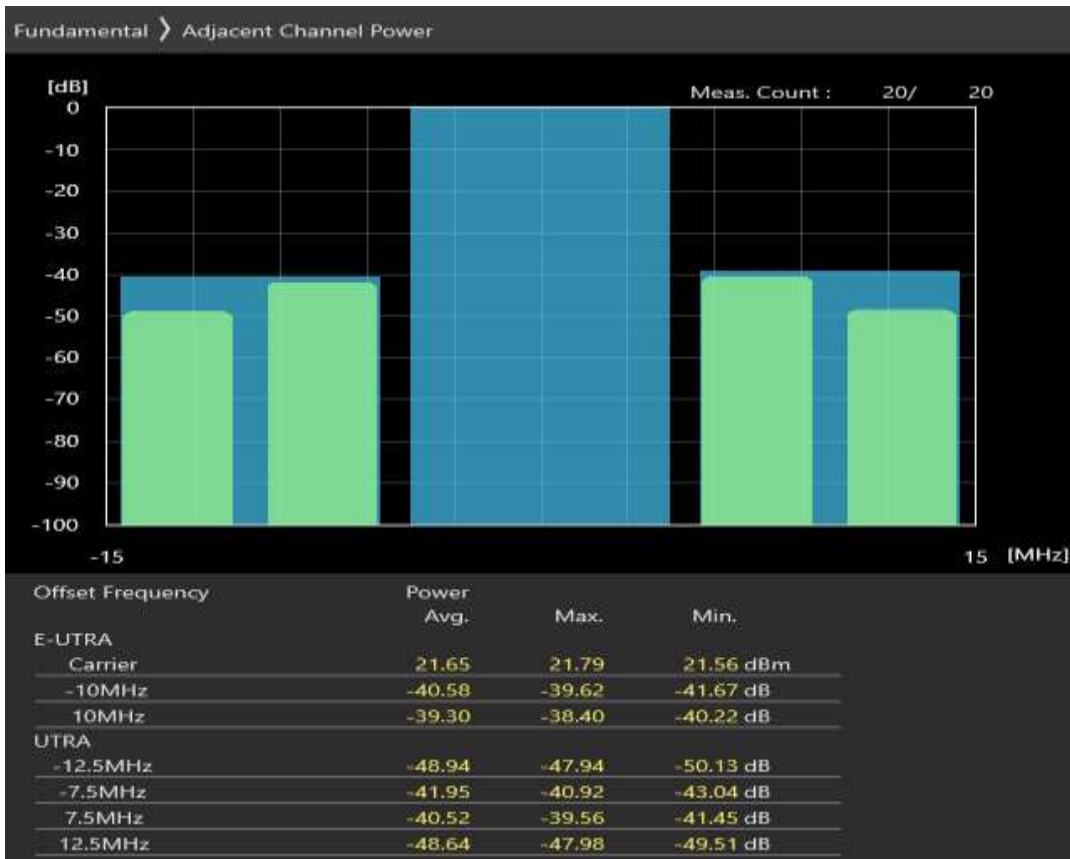 Fundamental 〉 Adjacent Channel Power
[dB]
Meas. Count : 20/ 20
0
-10
-20
-30
-40
-50
-60
-70
-80
-90
-100
-15 15 [MHz]
Offset Frequency Power
Avg. Max. Min.
E-UTRA
Carrier 21.65 21.79 21.56 dBm
-10MHz -40.58 -39.62 -41.67 dB
10MHz -39.30 -38.40 -40.22 dB
UTRA
-12.5MHz -48.94 -47.94 -50.13 dB
-7.5MHz -41.95 -40.92 -43.04 dB
7.5MHz -40.52 -39.56 -41.45 dB
12.5MHz -48.64 -47.98 -49.51 dB